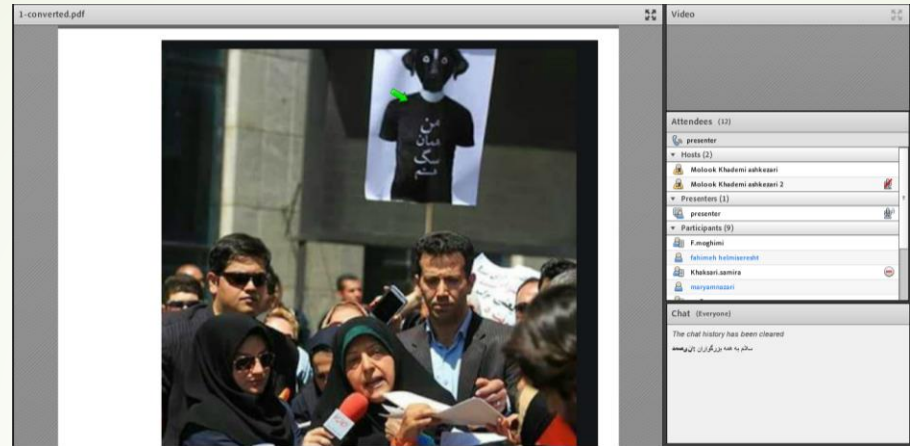 1-converted.pdf
من
همان
سگ
هستم
Video
Attendees (12)
presenter
Hosts (2)
Molook Khademi ashkezari
Molook Khademi ashkezari 2
Presenters (1)
presenter
Participants (9)
F.moghimi
fahimeh helmiseresht
Khaksari.samira
maryamnazari
Chat (Everyone)
The chat history has been cleared
سلام به همه بزرگواران